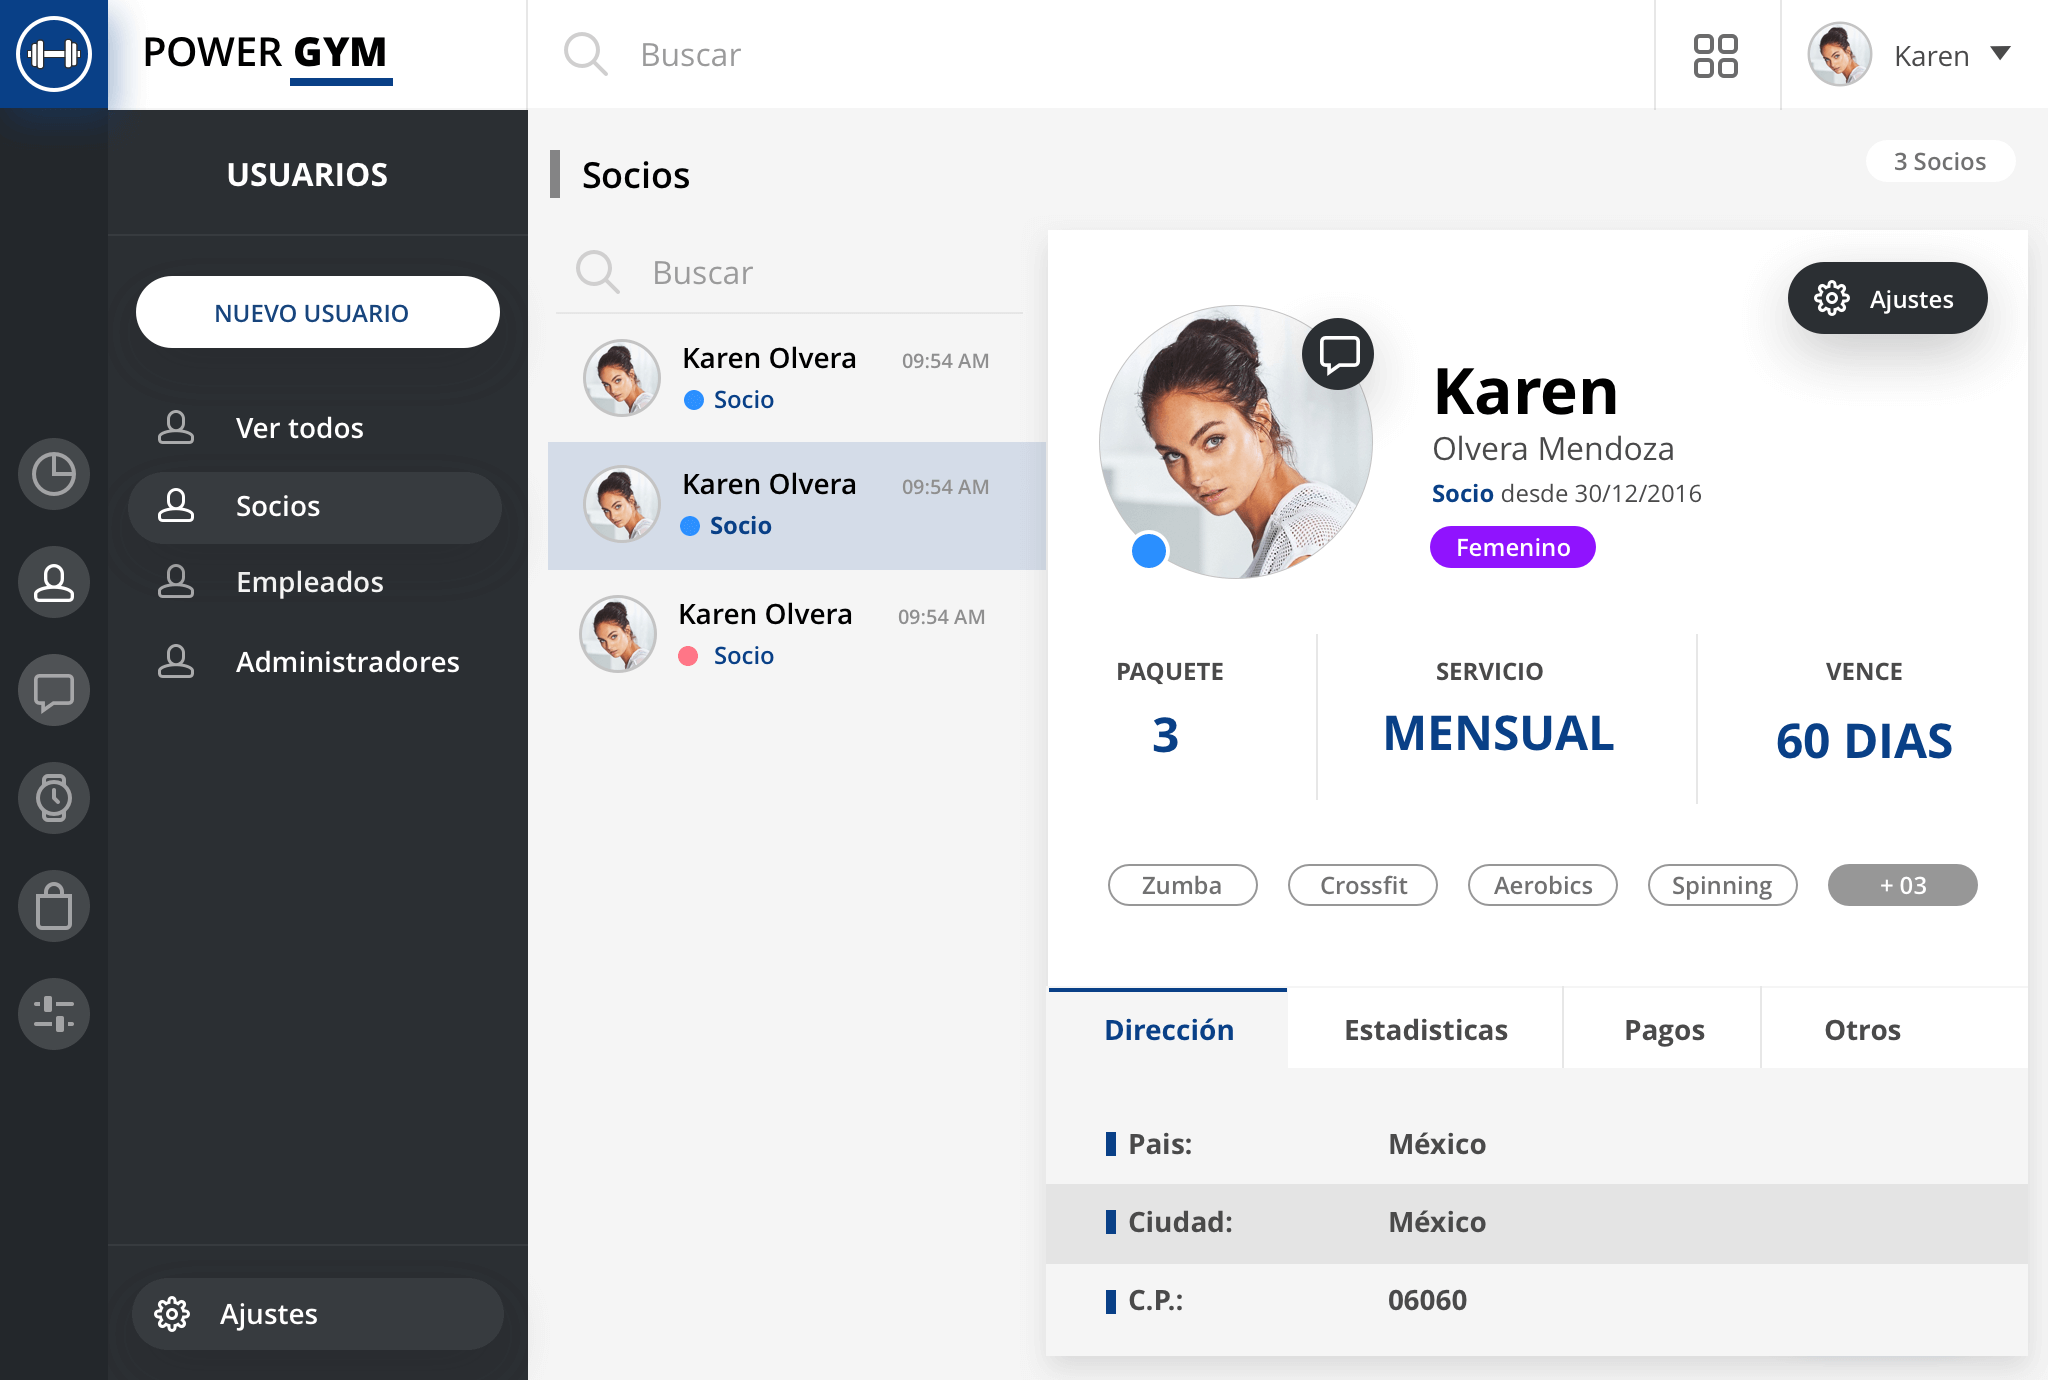 POWER GYM
Buscar
Karen
USUARIOS
NUEVO USUARIO
Ver todos
Socios
Empleados
Administradores
Ajustes
Socios
3 Socios
Buscar
Karen Olvera 09:54 AM
Socio
Karen Olvera 09:54 AM
Socio
Karen Olvera 09:54 AM
Socio
Ajustes
Karen
Olvera Mendoza
Socio desde 30/12/2016
Femenino
PAQUETE SERVICIO VENCE
3 MENSUAL 60 DIAS
Zumba Crossfit Aerobics Spinning + 03
Dirección Estadisticas Pagos Otros
Pais: México
Ciudad: México
C.P.: 06060